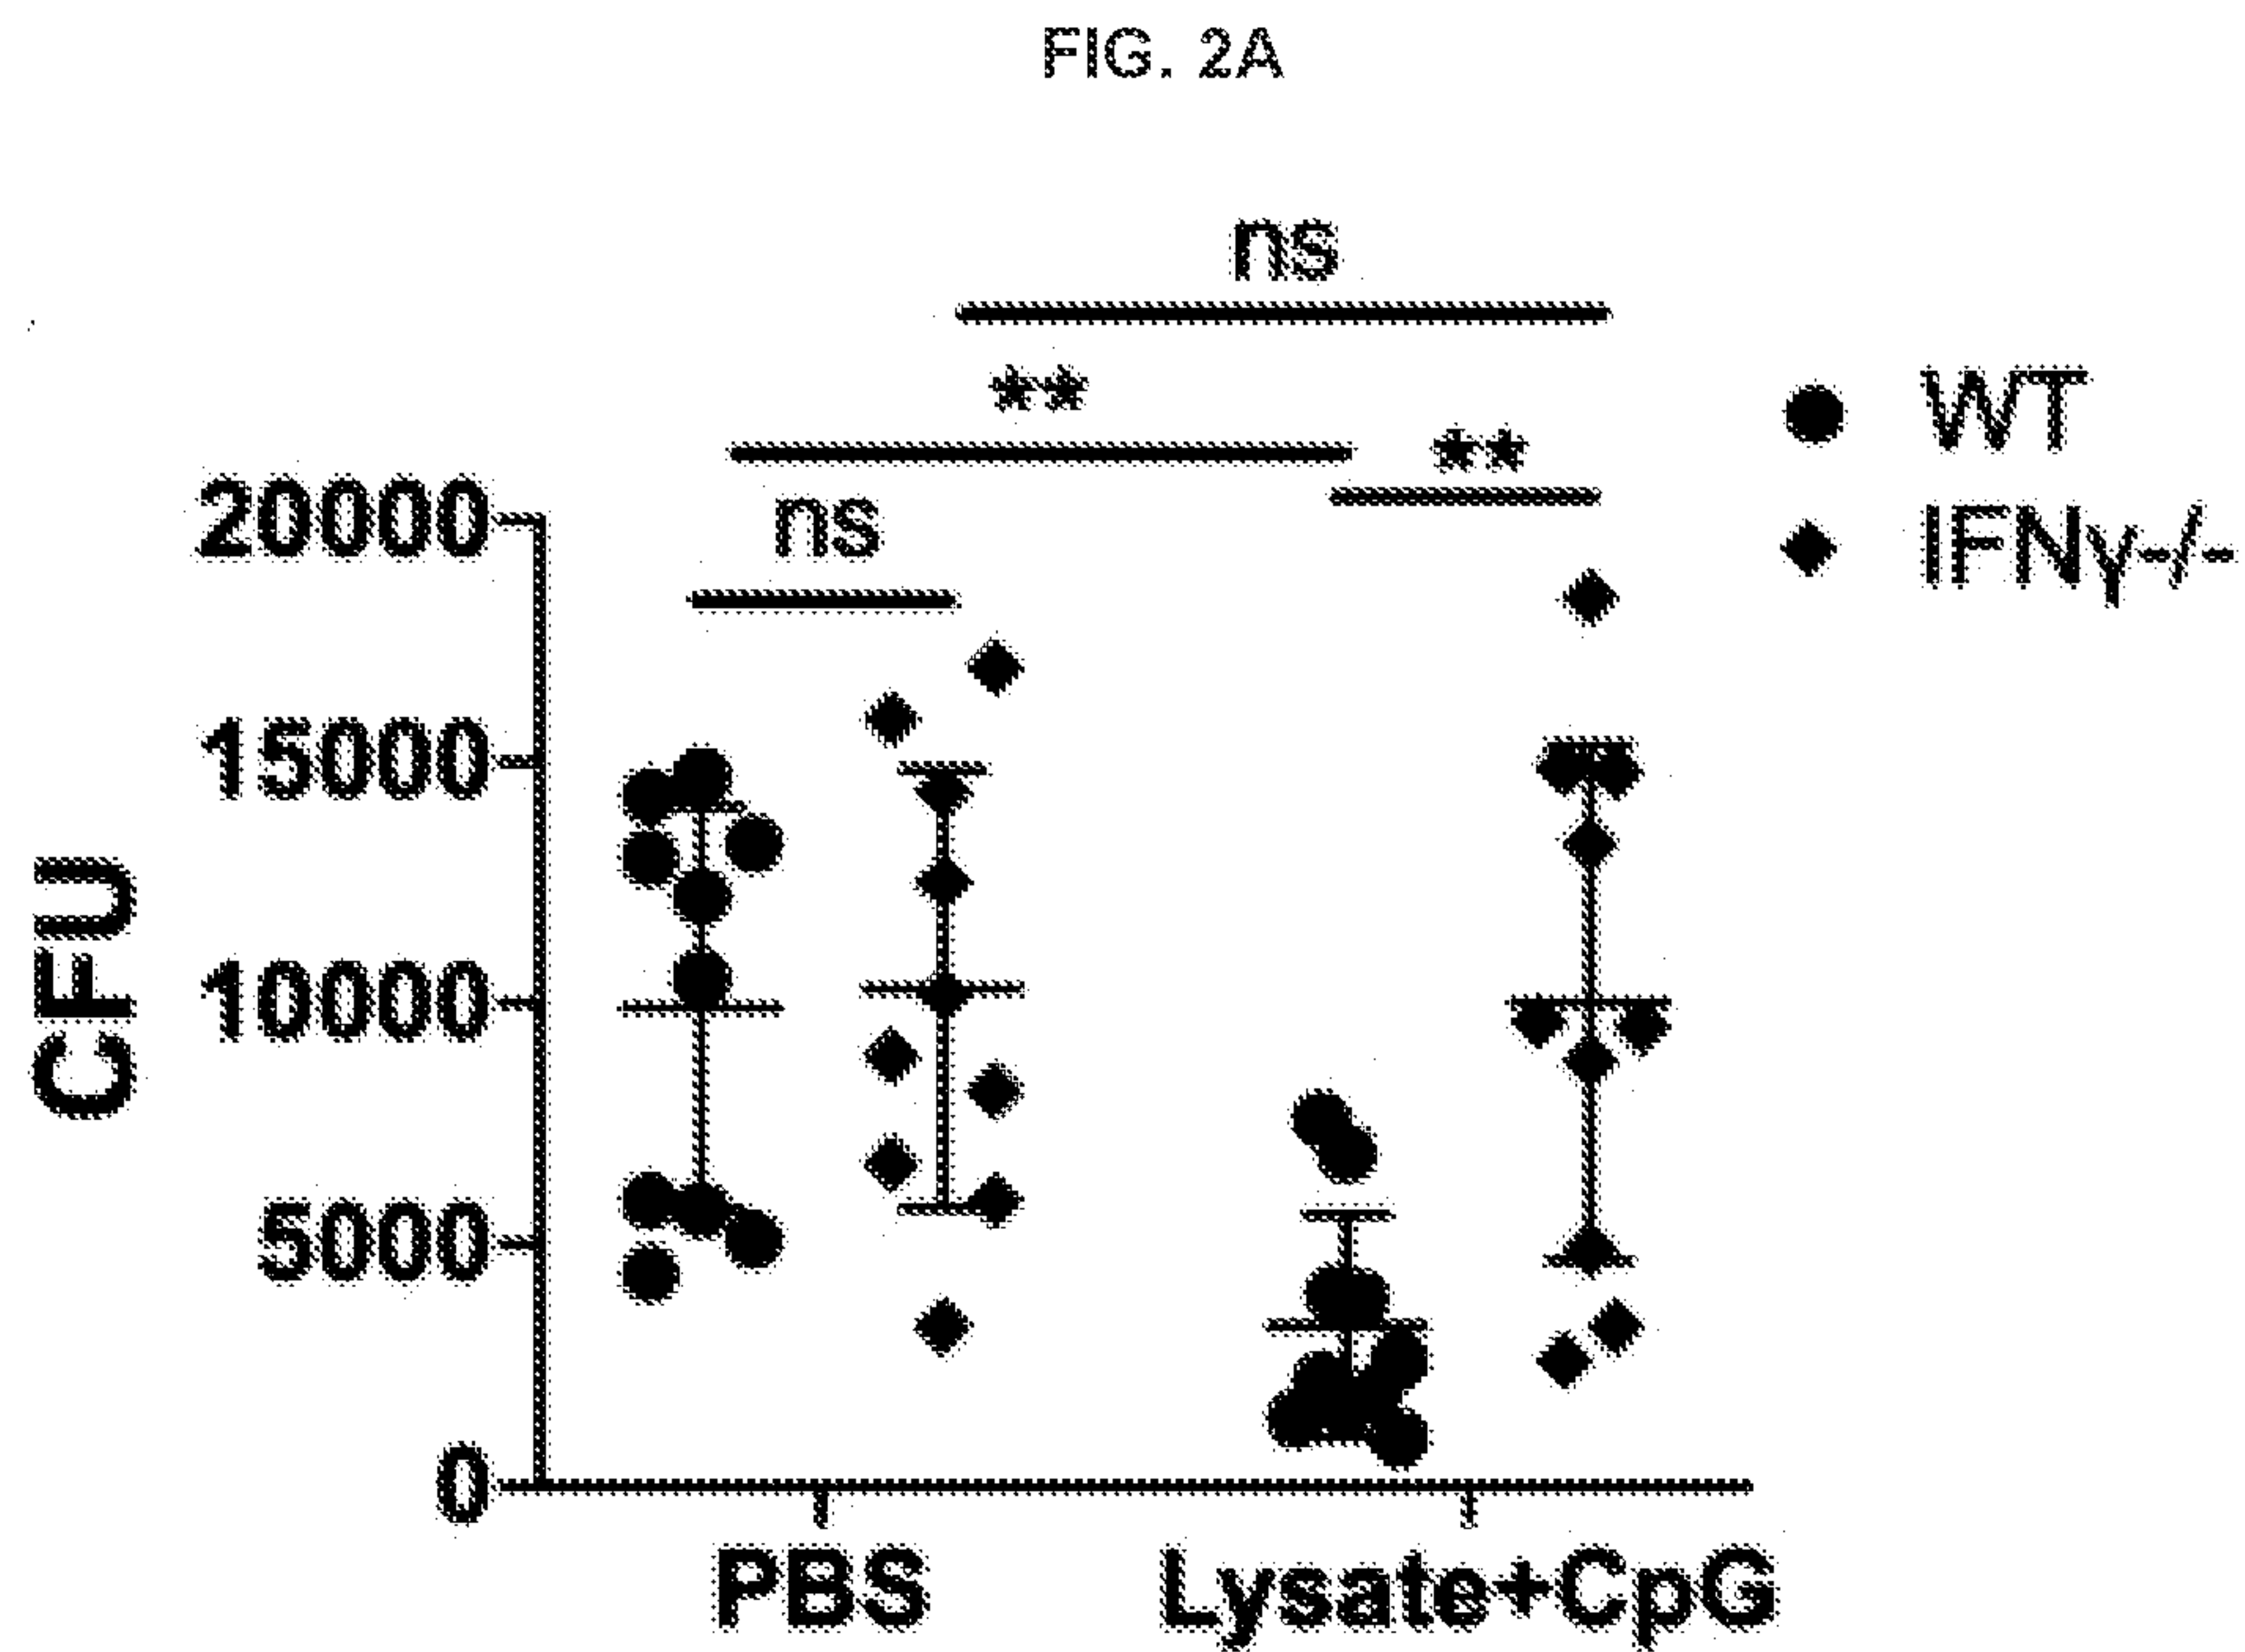 FIG. 2A
ns
**
**
ns
WT
IFNγ-/-
CFU
20000
15000
10000
5000
0
PBS
Lysate+CpG